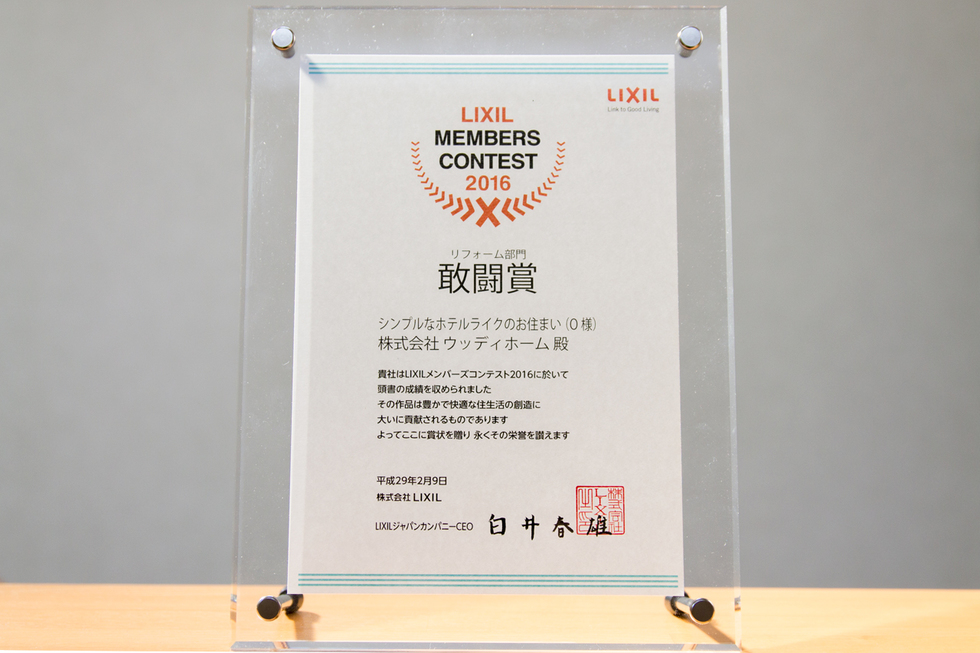 LIXIL
Link to Good Living
LIXIL
MEMBERS
CONTEST
2016
リフォーム部門
敢闘賞
シンプルなホテルライクのお住まい（O 様）
株式会社 ウッディホーム 殿
貴社はLIXILメンバーズコンテスト2016に於いて
頭書の成績を収められました
その作品は豊かで快適な住生活の創造に
大いに貢献されるものであります
よってここに賞状を贈り 永くその栄誉を讃えます
平成29年2月9日
株式会社 LIXIL
LIXILジャパンカンパニーCEO 白井春雄